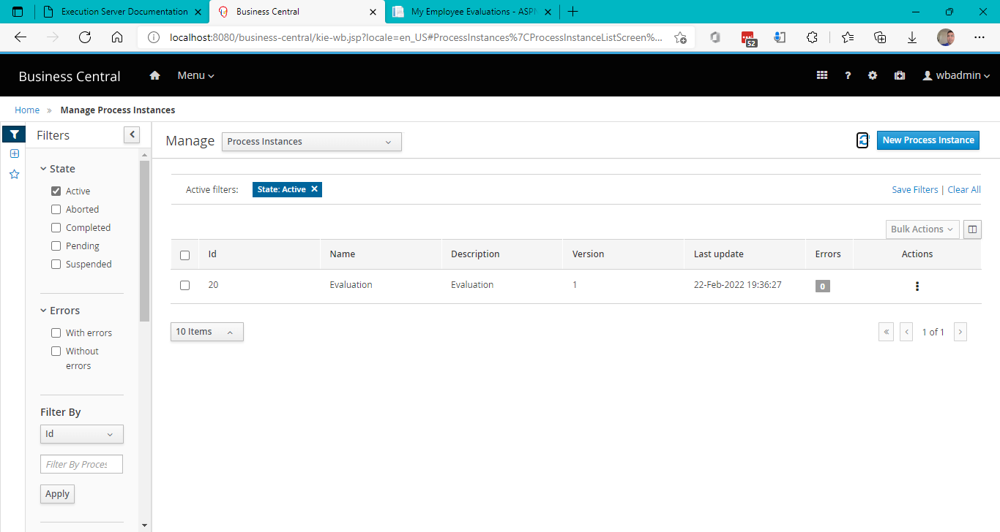 Execution Server Documentation
Business Central
My Employee Evaluations - ASPN
localhost:8080/business-central/kie-wb.jsp?locale=en_US#ProcessInstances%7CProcessInstanceListScreen%...
52
Business Central
Menu
?
wbadmin
Home » Manage Process Instances
Filters
Manage
Process Instances
New Process Instance
State
Active
Aborted
Completed
Pending
Suspended
Errors
With errors
Without
errors
Filter By
Id
Filter By Proces
Apply
Active filters:
State: Active ×
Save Filters | Clear All
Bulk Actions
Id Name Description Version Last update Errors Actions
20 Evaluation Evaluation 1 22-Feb-2022 19:36:27 0
10 Items
« ‹ 1 of 1 ›